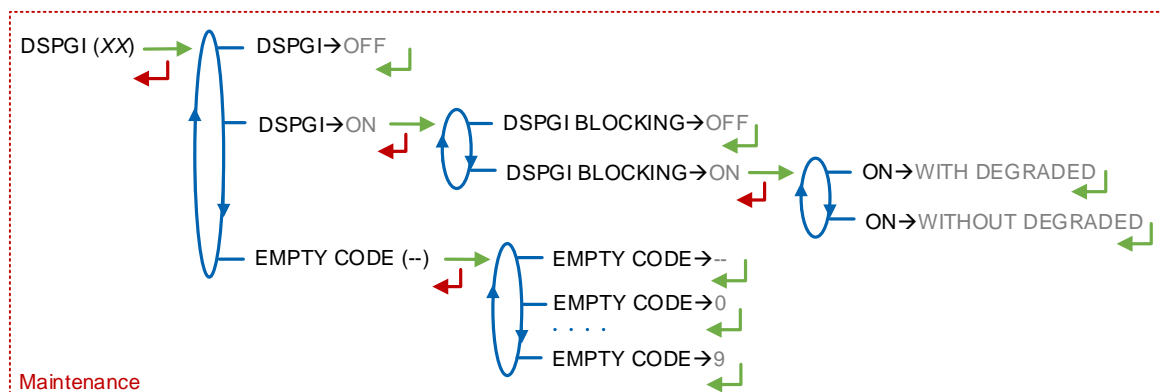 DSPGI (XX)
DSPGI→OFF
DSPGI→ON
DSPGI BLOCKING→OFF
DSPGI BLOCKING→ON
ON→WITH DEGRADED
ON→WITHOUT DEGRADED
EMPTY CODE (--)
EMPTY CODE→--
EMPTY CODE→0
. . . .
EMPTY CODE→9
Maintenance